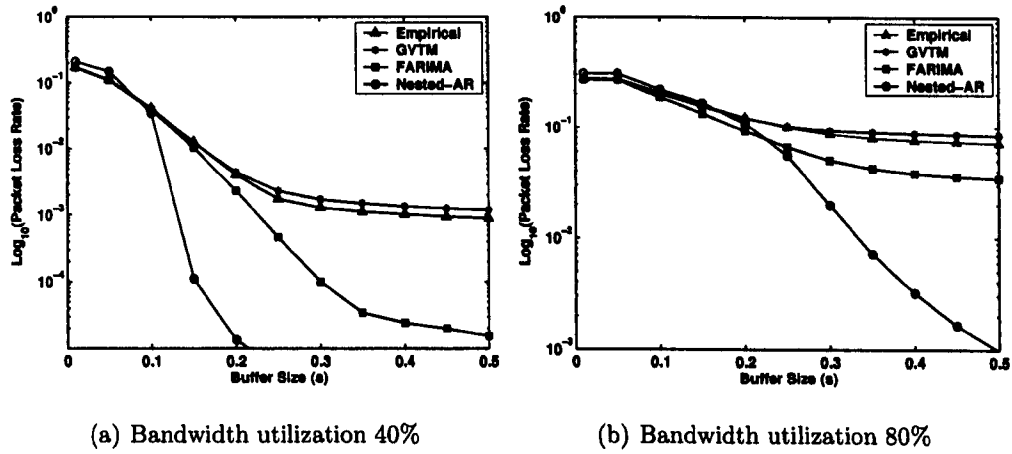 10⁰
10⁻¹
10⁻²
10⁻³
10⁻⁴
Log₁₀(Packet Loss Rate)
0 0.1 0.2 0.3 0.4 0.5
Buffer Size (s)
Empirical
GVTM
FARIMA
Nested-AR
(a) Bandwidth utilization 40%
10⁰
10⁻¹
10⁻²
10⁻³
Log₁₀(Packet Loss Rate)
0 0.1 0.2 0.3 0.4 0.5 0.6
Buffer Size (s)
Empirical
GVTM
FARIMA
Nested-AR
(b) Bandwidth utilization 80%